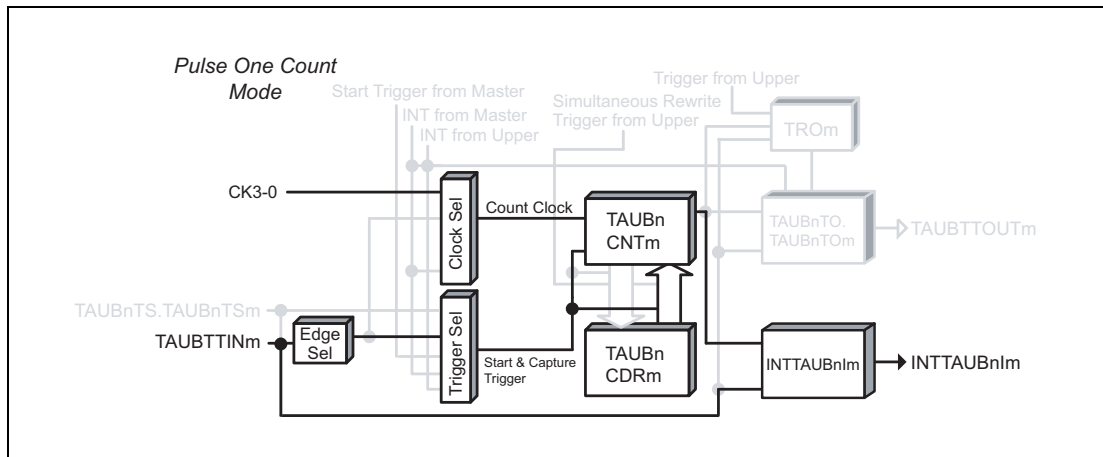 Pulse One Count
Mode
Trigger from Upper
Start Trigger from Master
Simultaneous Rewrite
Trigger from Upper
INT from Master
INT from Upper
TROm
CK3-0
Clock Sel
Count Clock
TAUBn
CNTm
TAUBnTO.
TAUBnTOm
TAUBTTOUTm
TAUBnTS.TAUBnTSm
TAUBTTINm
Edge
Sel
Trigger Sel
Start & Capture
Trigger
TAUBn
CDRm
INTTAUBnIm
INTTAUBnIm